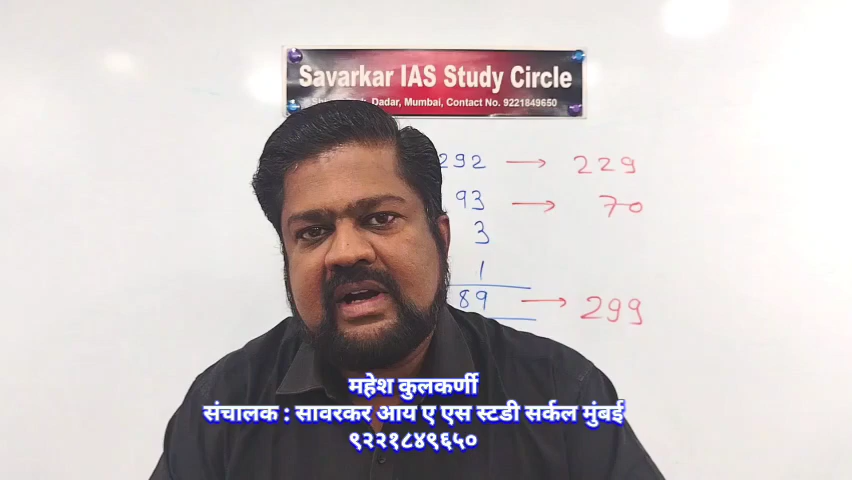 Savarkar IAS Study Circle
Dadar, Mumbai, Contact No. 9221849650
292 → 229
93 → 70
3
1
89 → 299
महेश कुलकर्णी
संचालक : सावरकर आय ए एस स्टडी सर्कल मुंबई
९२२१८४९६५०